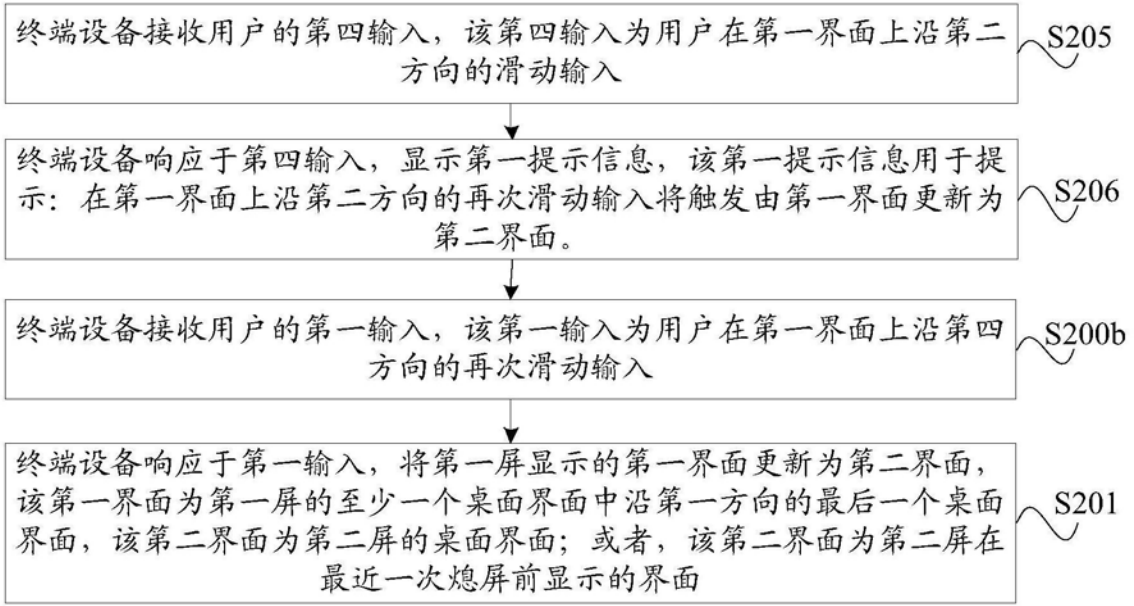 终端设备接收用户的第四输入，该第四输入为用户在第一界面上沿第二
方向的滑动输入
S205
终端设备响应于第四输入，显示第一提示信息，该第一提示信息用于提
示：在第一界面上沿第二方向的再次滑动输入将触发由第一界面更新为
第二界面。
S206
终端设备接收用户的第一输入，该第一输入为用户在第一界面上沿第四
方向的再次滑动输入
S200b
终端设备响应于第一输入，将第一屏显示的第一界面更新为第二界面，
该第一界面为第一屏的至少一个桌面界面中沿第一方向的最后一个桌面
界面，该第二界面为第二屏的桌面界面；或者，该第二界面为第二屏在
最近一次熄屏前显示的界面
S201